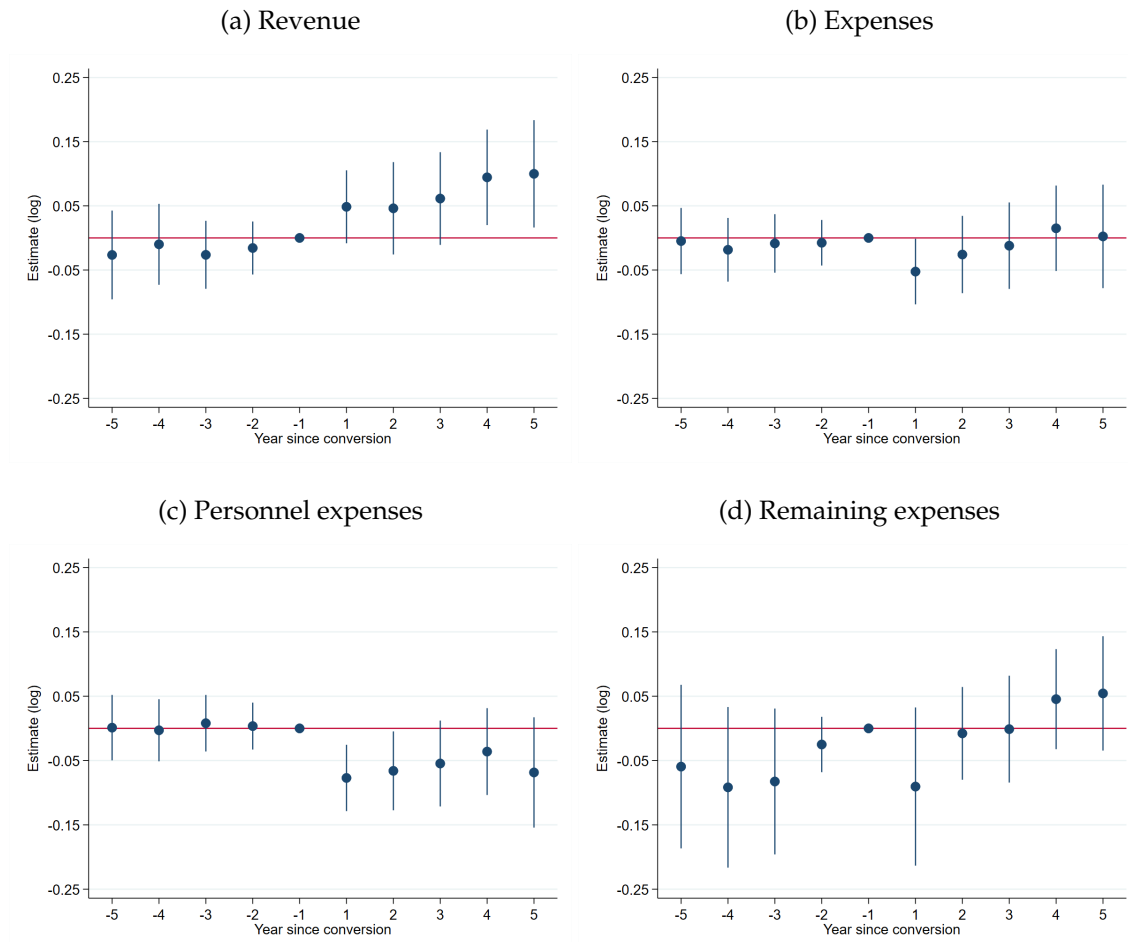 (a) Revenue
0.25
0.15
0.05
-0.05
-0.15
-0.25
Estimate (log)
-5 -4 -3 -2 -1 1 2 3 4 5
Year since conversion
(b) Expenses
0.25
0.15
0.05
-0.05
-0.15
-0.25
Estimate (log)
-5 -4 -3 -2 -1 1 2 3 4 5
Year since conversion
(c) Personnel expenses
0.25
0.15
0.05
-0.05
-0.15
-0.25
Estimate (log)
-5 -4 -3 -2 -1 1 2 3 4 5
Year since conversion
(d) Remaining expenses
0.25
0.15
0.05
-0.05
-0.15
-0.25
Estimate (log)
-5 -4 -3 -2 -1 1 2 3 4 5
Year since conversion